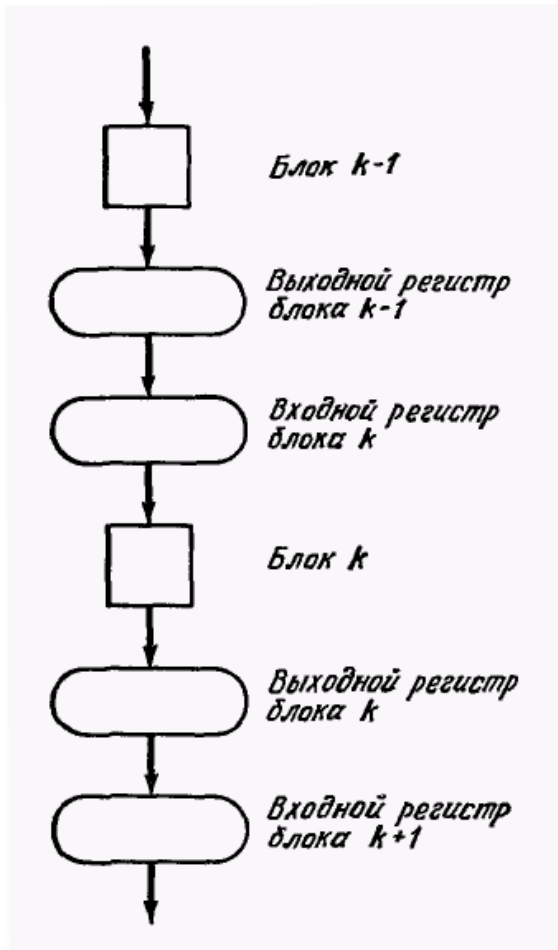 Блок k-1
Выходной регистр
блока k-1
Входной регистр
блока k
Блок k
Выходной регистр
блока k
Входной регистр
блока k+1